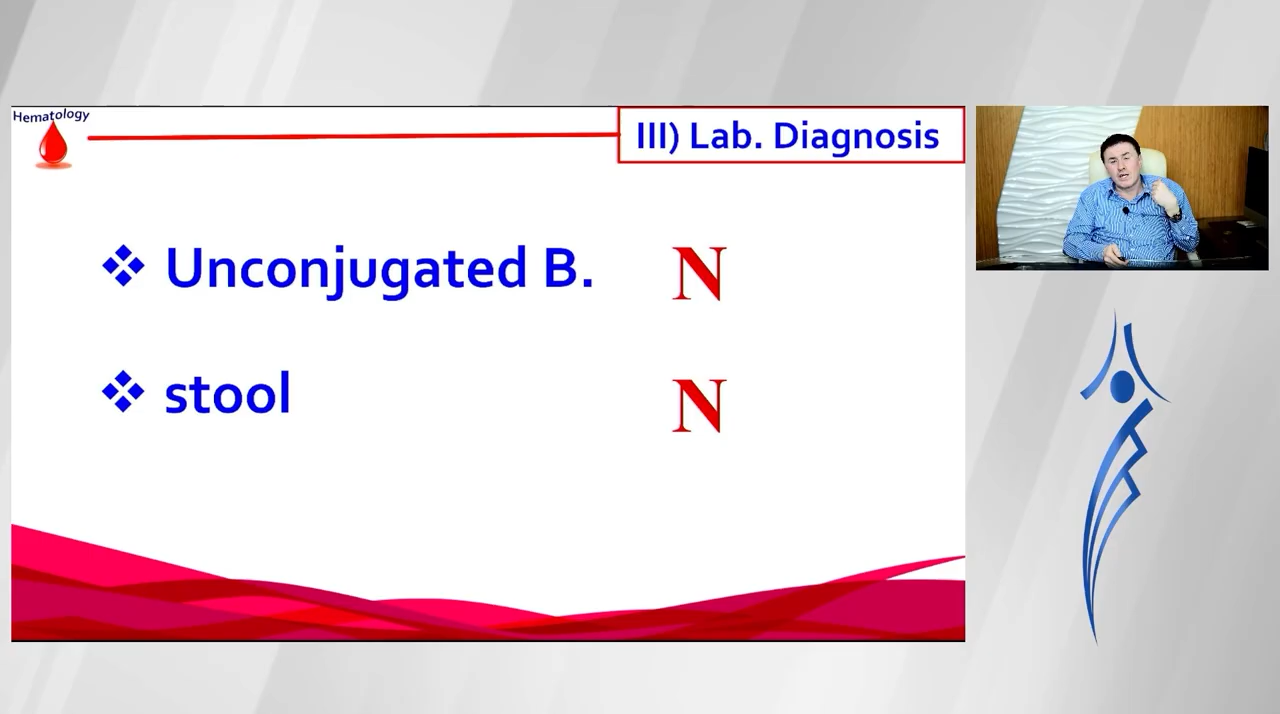 Hematology
III) Lab. Diagnosis
❖ Unconjugated B. N
❖ stool N